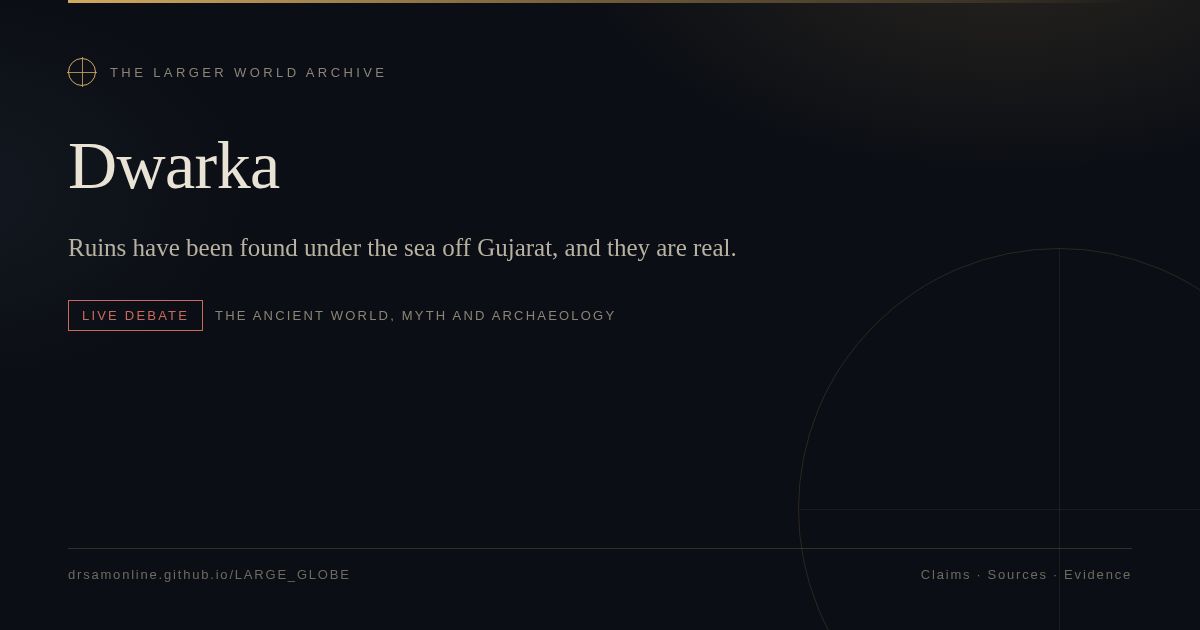 THE LARGER WORLD ARCHIVE
Dwarka
Ruins have been found under the sea off Gujarat, and they are real.
LIVE DEBATE THE ANCIENT WORLD, MYTH AND ARCHAEOLOGY
drsamonline.github.io/LARGE_GLOBE Claims · Sources · Evidence